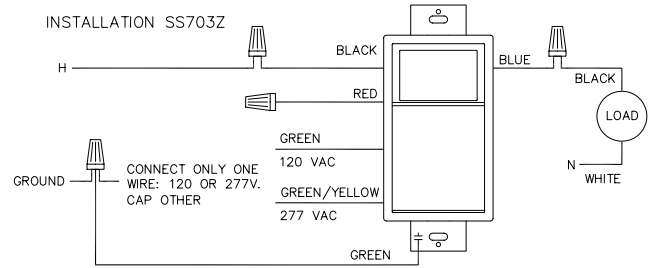 INSTALLATION SS703Z
BLACK
BLUE
H
BLACK
RED
LOAD
GREEN
120 VAC
N
WHITE
GROUND
CONNECT ONLY ONE
WIRE: 120 OR 277V.
CAP OTHER
GREEN/YELLOW
277 VAC
GREEN